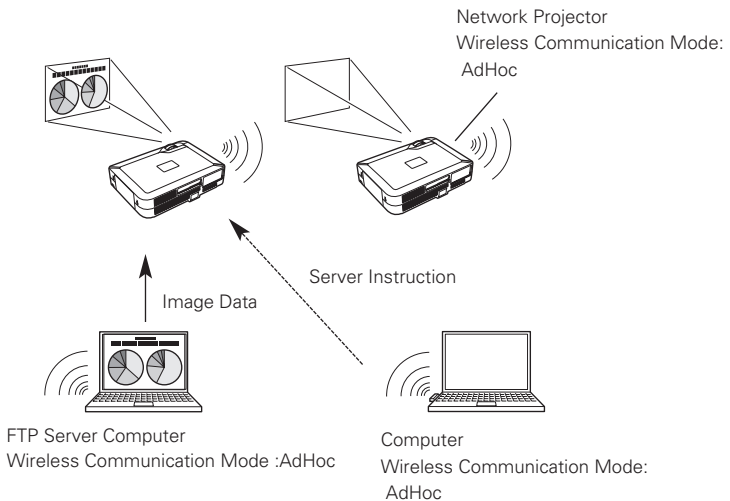 Network Projector
Wireless Communication Mode:
AdHoc
Server Instruction
Image Data
FTP Server Computer
Wireless Communication Mode :AdHoc
Computer
Wireless Communication Mode:
AdHoc